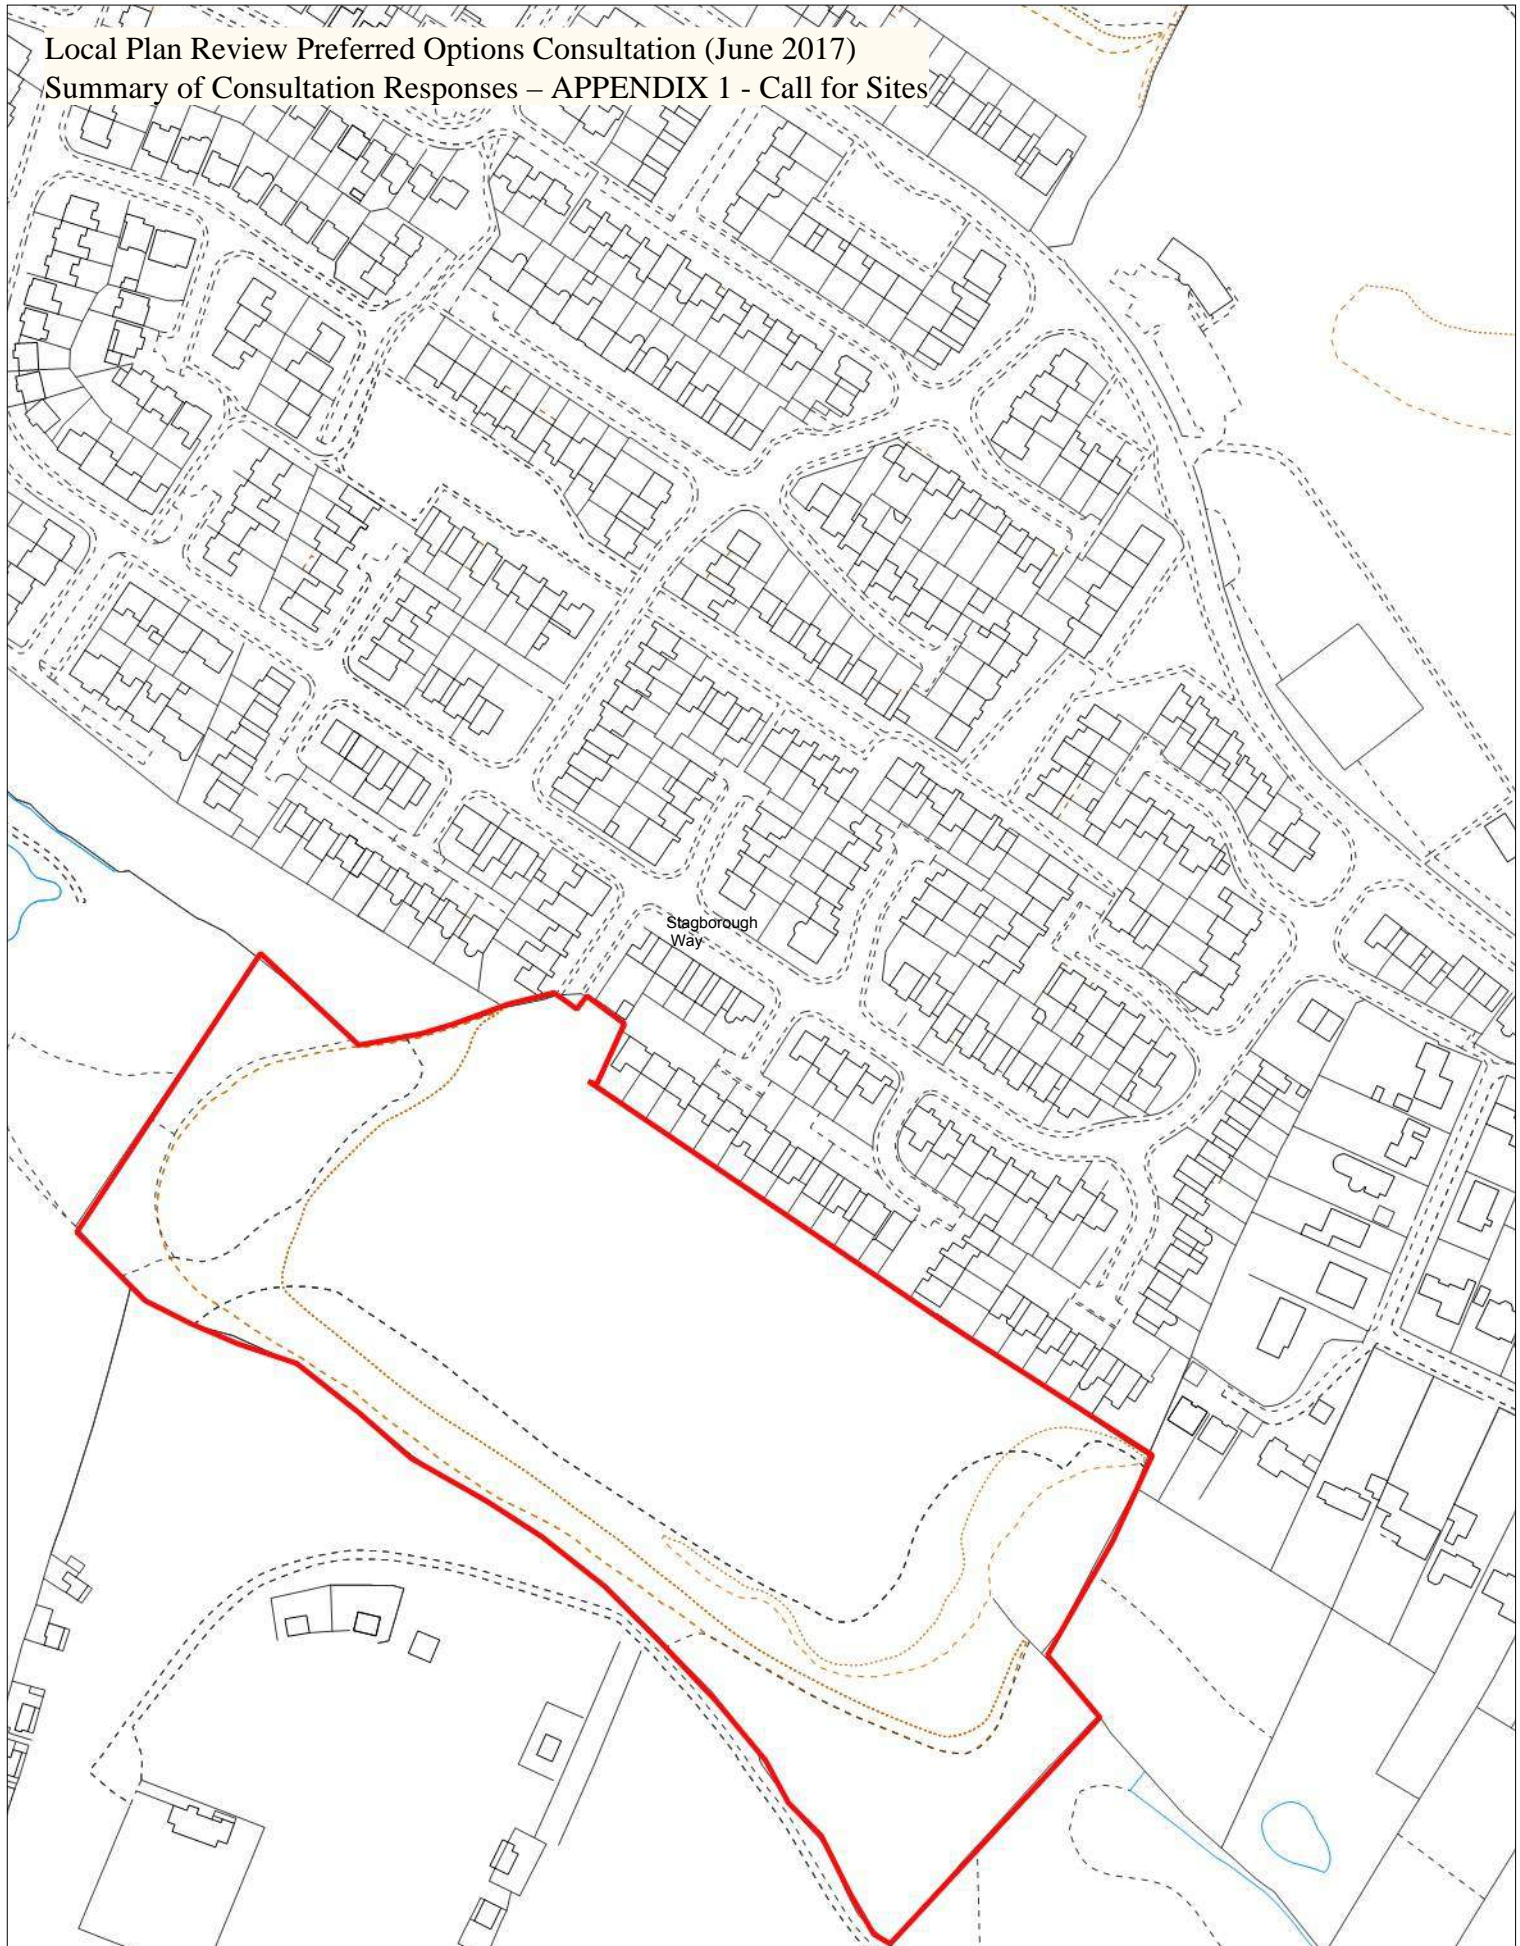 Local Plan Review Preferred Options Consultation (June 2017)
Summary of Consultation Responses – APPENDIX 1 - Call for Sites
Stagborough
Way